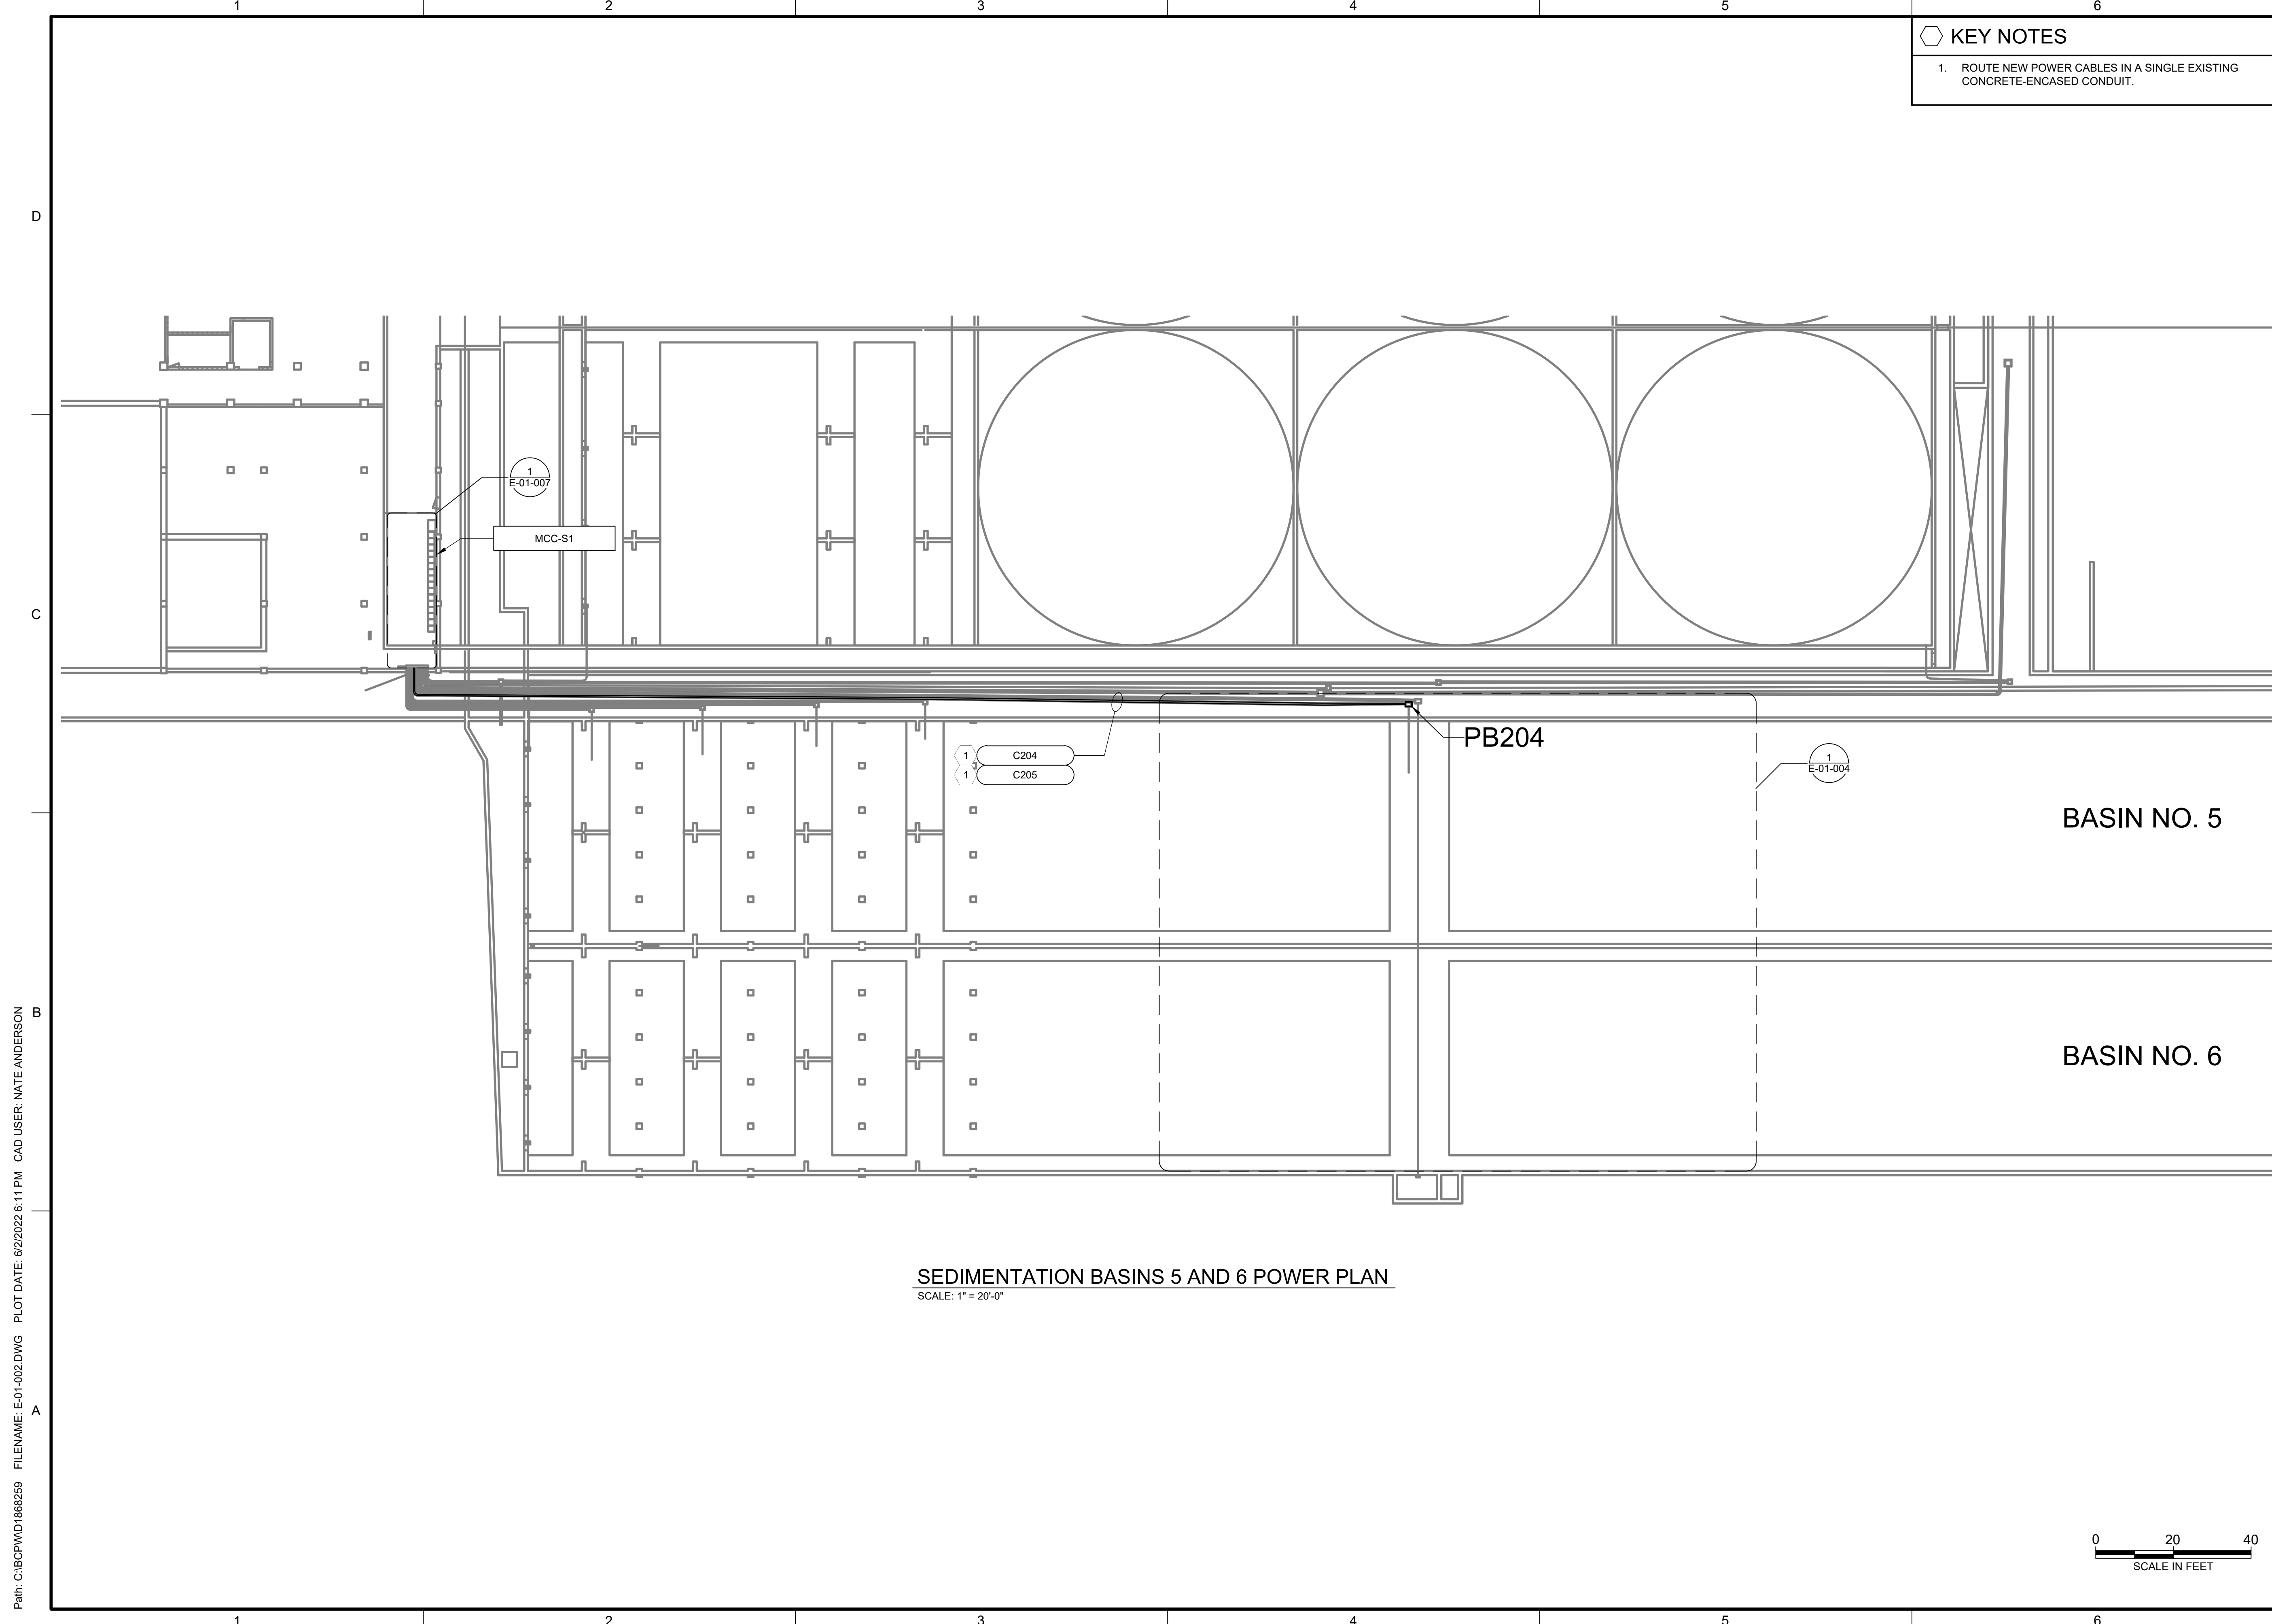 1 2 3 4 5 6
KEY NOTES
1. ROUTE NEW POWER CABLES IN A SINGLE EXISTING
CONCRETE-ENCASED CONDUIT.
D
1
E-01-007
MCC-S1
C
PB204
1 C204
1 C205
1
E-01-004
BASIN NO. 5
B
BASIN NO. 6
SEDIMENTATION BASINS 5 AND 6 POWER PLAN
SCALE: 1" = 20'-0"
A
0 20 40
SCALE IN FEET
Path: C:\BCPW\D1868259 FILENAME: E-01-002.DWG PLOT DATE: 6/2/2022 6:11 PM CAD USER: NATE ANDERSON
1 2 3 4 5 6